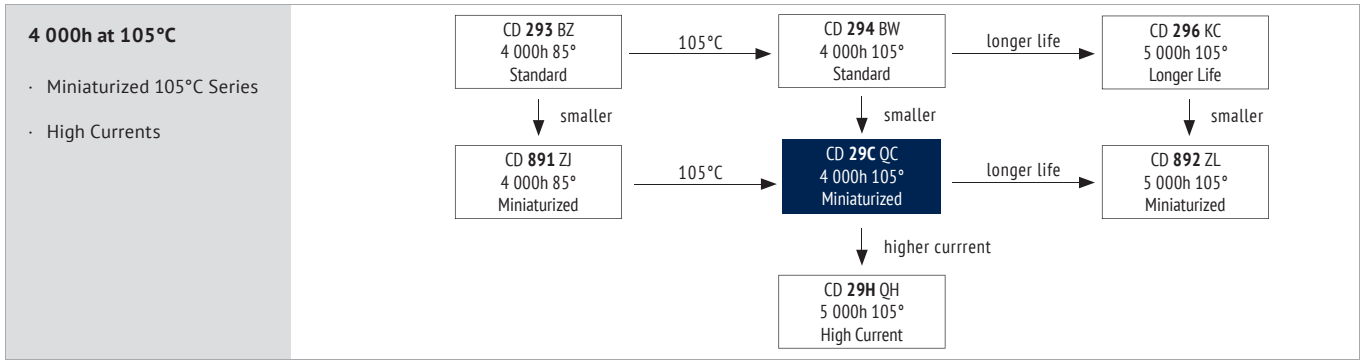 4 000h at 105°C
· Miniaturized 105°C Series
· High Currents
CD 293 BZ
4 000h 85°
Standard
105°C
CD 294 BW
4 000h 105°
Standard
longer life
CD 296 KC
5 000h 105°
Longer Life
smaller
smaller
smaller
CD 891 ZJ
4 000h 85°
Miniaturized
105°C
CD 29C QC
4 000h 105°
Miniaturized
longer life
CD 892 ZL
5 000h 105°
Miniaturized
higher currrent
CD 29H QH
5 000h 105°
High Current